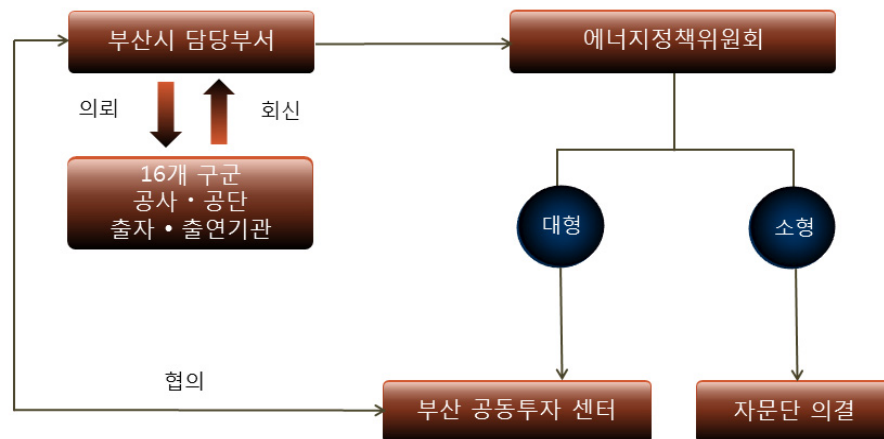 부산시 담당부서
에너지정책위원회
의뢰
회신
16개 구군
공사・공단
출자 • 출연기관
대형
소형
협의
부산 공동투자 센터
자문단 의결